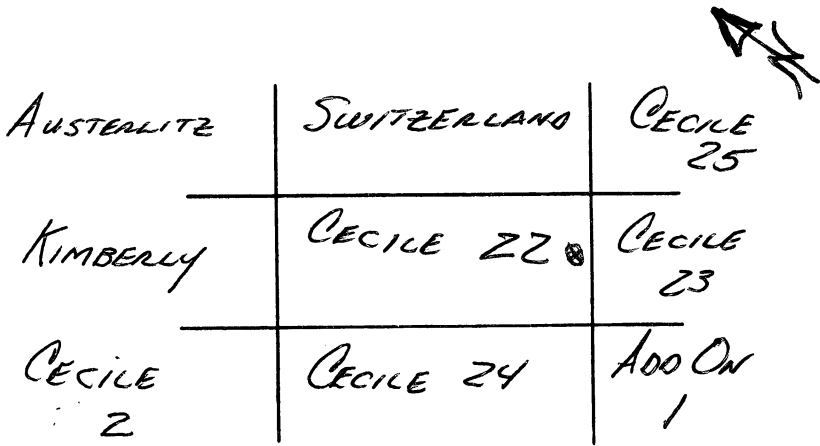 N
AUSTERLITZ
SWITZERLAND
CECILE
25
KIMBERLY
CECILE 22
CECILE
23
CECILE
2
CECILE 24
ADD ON
1